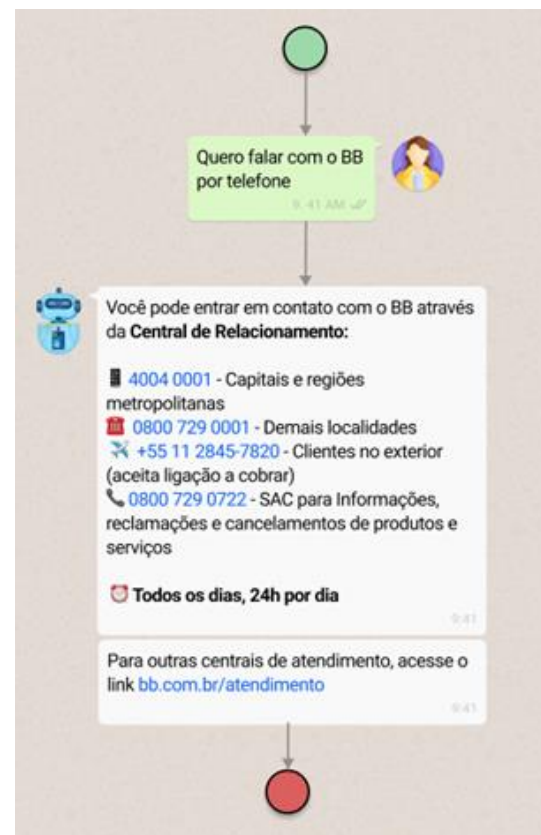 Quero falar com o BB
por telefone
9:41 AM
Você pode entrar em contato com o BB através
da Central de Relacionamento:
4004 0001 - Capitais e regiões
metropolitanas
0800 729 0001 - Demais localidades
+55 11 2845-7820 - Clientes no exterior
(aceita ligação a cobrar)
0800 729 0722 - SAC para Informações,
reclamações e cancelamentos de produtos e
serviços
Todos os dias, 24h por dia
9:41
Para outras centrais de atendimento, acesse o
link bb.com.br/atendimento
9:41